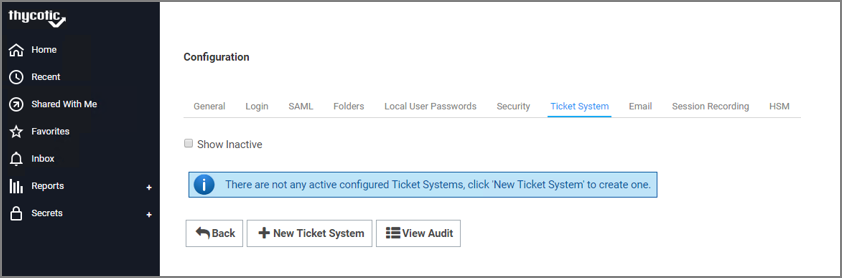 thycotic
Home
Recent
Shared With Me
Favorites
Inbox
Reports +
Secrets +
Configuration
General Login SAML Folders Local User Passwords Security Ticket System Email Session Recording HSM
Show Inactive
There are not any active configured Ticket Systems, click 'New Ticket System' to create one.
Back + New Ticket System View Audit